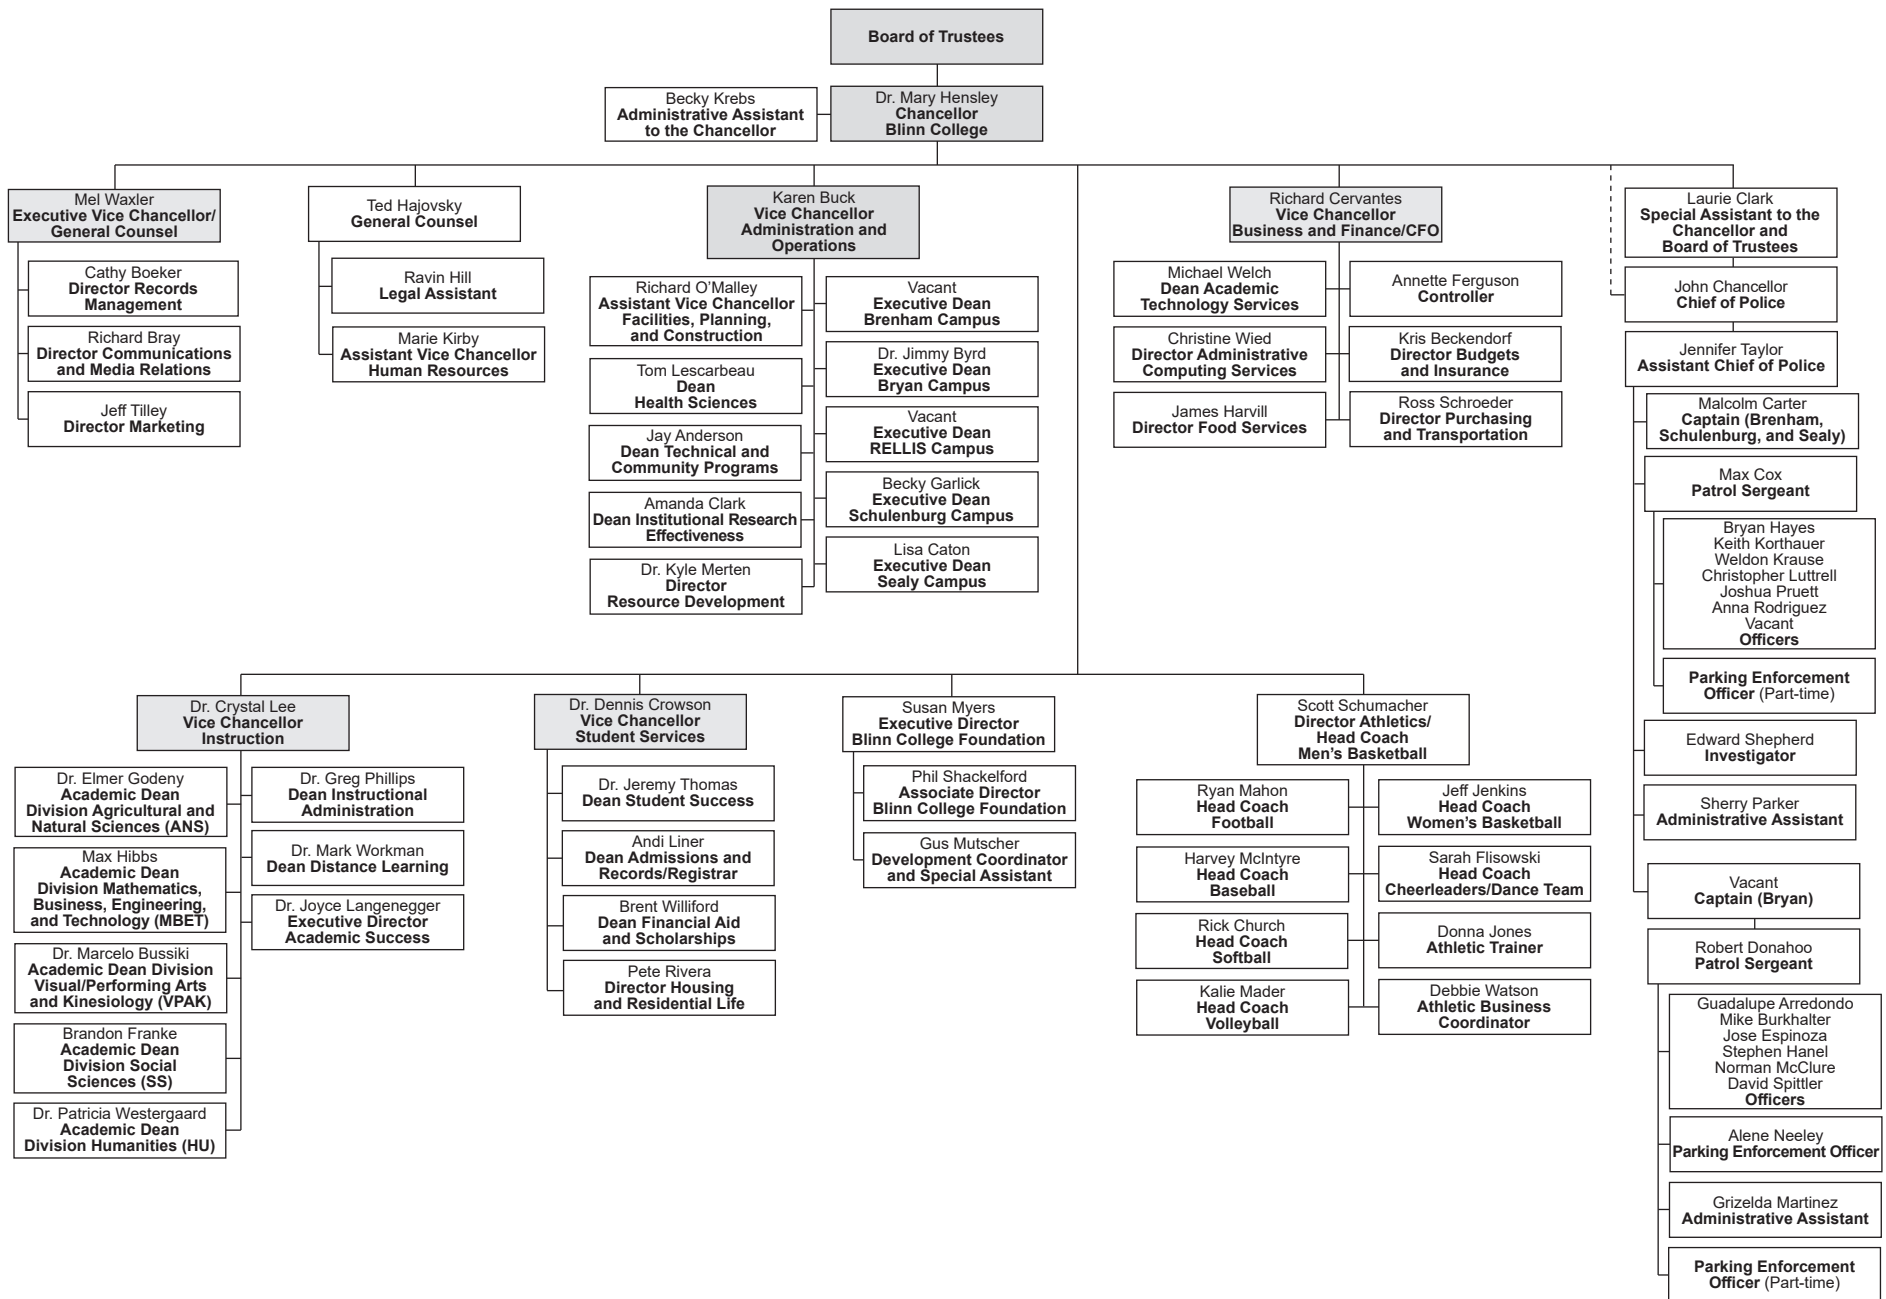 Board of Trustees
Becky Krebs
Administrative Assistant
to the Chancellor
Dr. Mary Hensley
Chancellor
Blinn College
Mel Waxler
Executive Vice Chancellor/
General Counsel
Cathy Boeker
Director Records
Management
Richard Bray
Director Communications
and Media Relations
Jeff Tilley
Director Marketing
Ted Hajovsky
General Counsel
Ravin Hill
Legal Assistant
Marie Kirby
Assistant Vice Chancellor
Human Resources
Karen Buck
Vice Chancellor
Administration and
Operations
Richard O’Malley
Assistant Vice Chancellor
Facilities, Planning,
and Construction
Tom Lescarbeau
Dean
Health Sciences
Jay Anderson
Dean Technical and
Community Programs
Amanda Clark
Dean Institutional Research
Effectiveness
Dr. Kyle Merten
Director
Resource Development
Vacant
Executive Dean
Brenham Campus
Dr. Jimmy Byrd
Executive Dean
Bryan Campus
Vacant
Executive Dean
RELLIS Campus
Becky Garlick
Executive Dean
Schulenburg Campus
Lisa Caton
Executive Dean
Sealy Campus
Richard Cervantes
Vice Chancellor
Business and Finance/CFO
Michael Welch
Dean Academic
Technology Services
Christine Wied
Director Administrative
Computing Services
James Harvill
Director Food Services
Annette Ferguson
Controller
Kris Beckendorf
Director Budgets
and Insurance
Ross Schroeder
Director Purchasing
and Transportation
Laurie Clark
Special Assistant to the
Chancellor and
Board of Trustees
John Chancellor
Chief of Police
Jennifer Taylor
Assistant Chief of Police
Malcolm Carter
Captain (Brenham,
Schulenburg, and Sealy)
Max Cox
Patrol Sergeant
Bryan Hayes
Keith Korthauer
Weldon Krause
Christopher Luttrell
Joshua Pruett
Anna Rodriguez
Vacant
Officers
Parking Enforcement
Officer (Part-time)
Edward Shepherd
Investigator
Sherry Parker
Administrative Assistant
Vacant
Captain (Bryan)
Robert Donahoo
Patrol Sergeant
Guadalupe Arredondo
Mike Burkhalter
Jose Espinoza
Stephen Hanel
Norman McClure
David Spittler
Officers
Alene Neeley
Parking Enforcement Officer
Grizelda Martinez
Administrative Assistant
Parking Enforcement
Officer (Part-time)
Dr. Crystal Lee
Vice Chancellor
Instruction
Dr. Elmer Godeny
Academic Dean
Division Agricultural and
Natural Sciences (ANS)
Max Hibbs
Academic Dean
Division Mathematics,
Business, Engineering,
and Technology (MBET)
Dr. Marcelo Bussiki
Academic Dean Division
Visual/Performing Arts
and Kinesiology (VPAK)
Brandon Franke
Academic Dean
Division Social
Sciences (SS)
Dr. Patricia Westergaard
Academic Dean
Division Humanities (HU)
Dr. Greg Phillips
Dean Instructional
Administration
Dr. Mark Workman
Dean Distance Learning
Dr. Joyce Langenegger
Executive Director
Academic Success
Dr. Dennis Crowson
Vice Chancellor
Student Services
Dr. Jeremy Thomas
Dean Student Success
Andi Liner
Dean Admissions and
Records/Registrar
Brent Williford
Dean Financial Aid
and Scholarships
Pete Rivera
Director Housing
and Residential Life
Susan Myers
Executive Director
Blinn College Foundation
Phil Shackelford
Associate Director
Blinn College Foundation
Gus Mutscher
Development Coordinator
and Special Assistant
Scott Schumacher
Director Athletics/
Head Coach
Men’s Basketball
Ryan Mahon
Head Coach
Football
Harvey McIntyre
Head Coach
Baseball
Rick Church
Head Coach
Softball
Kalie Mader
Head Coach
Volleyball
Jeff Jenkins
Head Coach
Women’s Basketball
Sarah Flisowski
Head Coach
Cheerleaders/Dance Team
Donna Jones
Athletic Trainer
Debbie Watson
Athletic Business
Coordinator